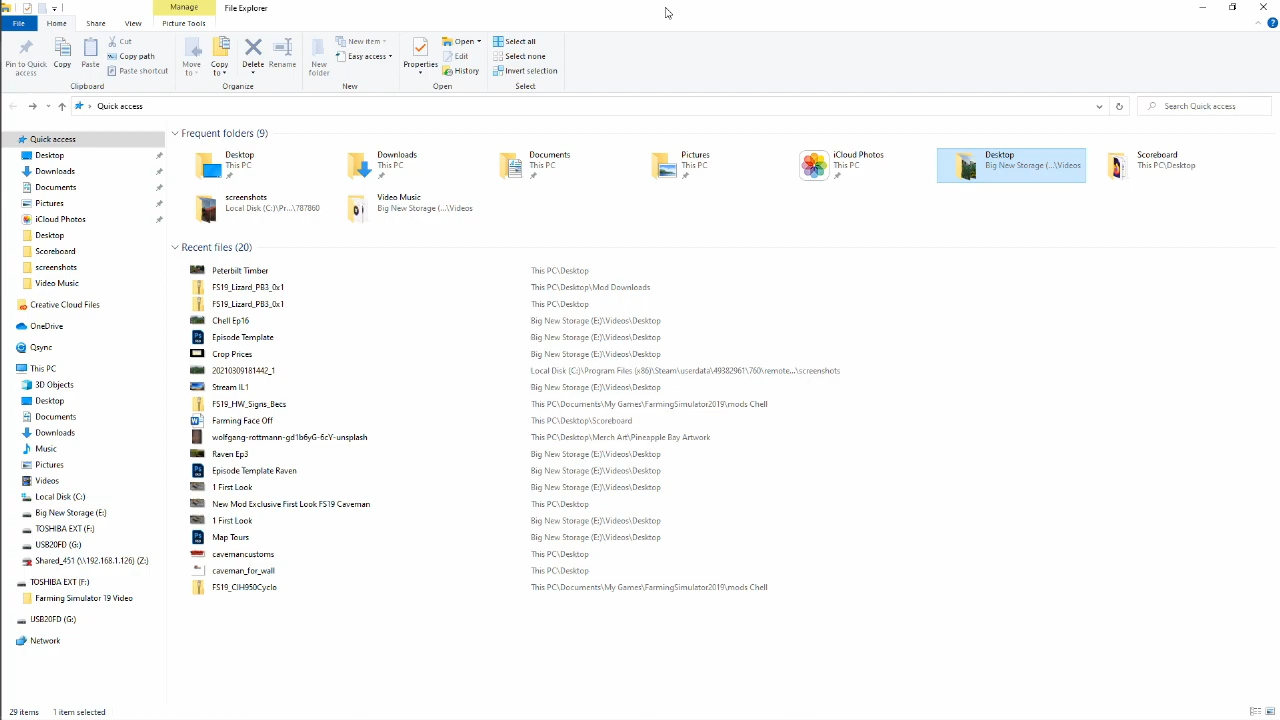 Manage
File Explorer
File
Home
Share
View
Picture Tools
Pin to Quick access
Copy
Paste
Cut
Copy path
Paste shortcut
Clipboard
Move to
Copy to
Delete
Rename
Organize
New folder
New item
Easy access
New
Properties
Open
Edit
History
Open
Select all
Select none
Invert selection
Select
Quick access
Search Quick access
Quick access
Desktop
Downloads
Documents
Pictures
iCloud Photos
Desktop
Scoreboard
screenshots
Video Music
Creative Cloud Files
OneDrive
Qsync
This PC
3D Objects
Desktop
Documents
Downloads
Music
Pictures
Videos
Local Disk (C:)
Big New Storage (E:)
TOSHIBA EXT (F:)
USB20FD (G:)
Shared_451 (\\192.168.1.126) (Z:)
TOSHIBA EXT (F:)
Farming Simulator 19 Video
USB20FD (G:)
Network
Frequent folders (9)
Desktop
This PC
Downloads
This PC
Documents
This PC
Pictures
This PC
iCloud Photos
This PC
Desktop
Big New Storage (...\Videos
Scoreboard
This PC\Desktop
screenshots
Local Disk (C:)\Pr...\787860
Video Music
Big New Storage (...\Videos
Recent files (20)
Peterbilt Timber This PC\Desktop
FS19_Lizard_PB3_0x1 This PC\Desktop\Mod Downloads
FS19_Lizard_PB3_0x1 This PC\Desktop
Chell Ep16 Big New Storage (E:)\Videos\Desktop
Episode Template Big New Storage (E:)\Videos\Desktop
Crop Prices Big New Storage (E:)\Videos\Desktop
20210309181442_1 Local Disk (C:)\Program Files (x86)\Steam\userdata\49382961\760\remote...\screenshots
Stream IL1 Big New Storage (E:)\Videos\Desktop
FS19_HW_Signs_Becs This PC\Documents\My Games\FarmingSimulator2019\mods Chell
Farming Face Off This PC\Desktop\Scoreboard
wolfgang-rottmann-gd1b6yG-6cY-unsplash This PC\Desktop\Merch Art\Pineapple Bay Artwork
Raven Ep3 Big New Storage (E:)\Videos\Desktop
Episode Template Raven Big New Storage (E:)\Videos\Desktop
1 First Look Big New Storage (E:)\Videos\Desktop
New Mod Exclusive First Look FS19 Caveman This PC\Desktop
1 First Look Big New Storage (E:)\Videos\Desktop
Map Tours Big New Storage (E:)\Videos\Desktop
cavemancustoms This PC\Desktop
caveman_for_wall This PC\Desktop
FS19_CIH950Cyclo This PC\Documents\My Games\FarmingSimulator2019\mods Chell
29 items 1 item selected